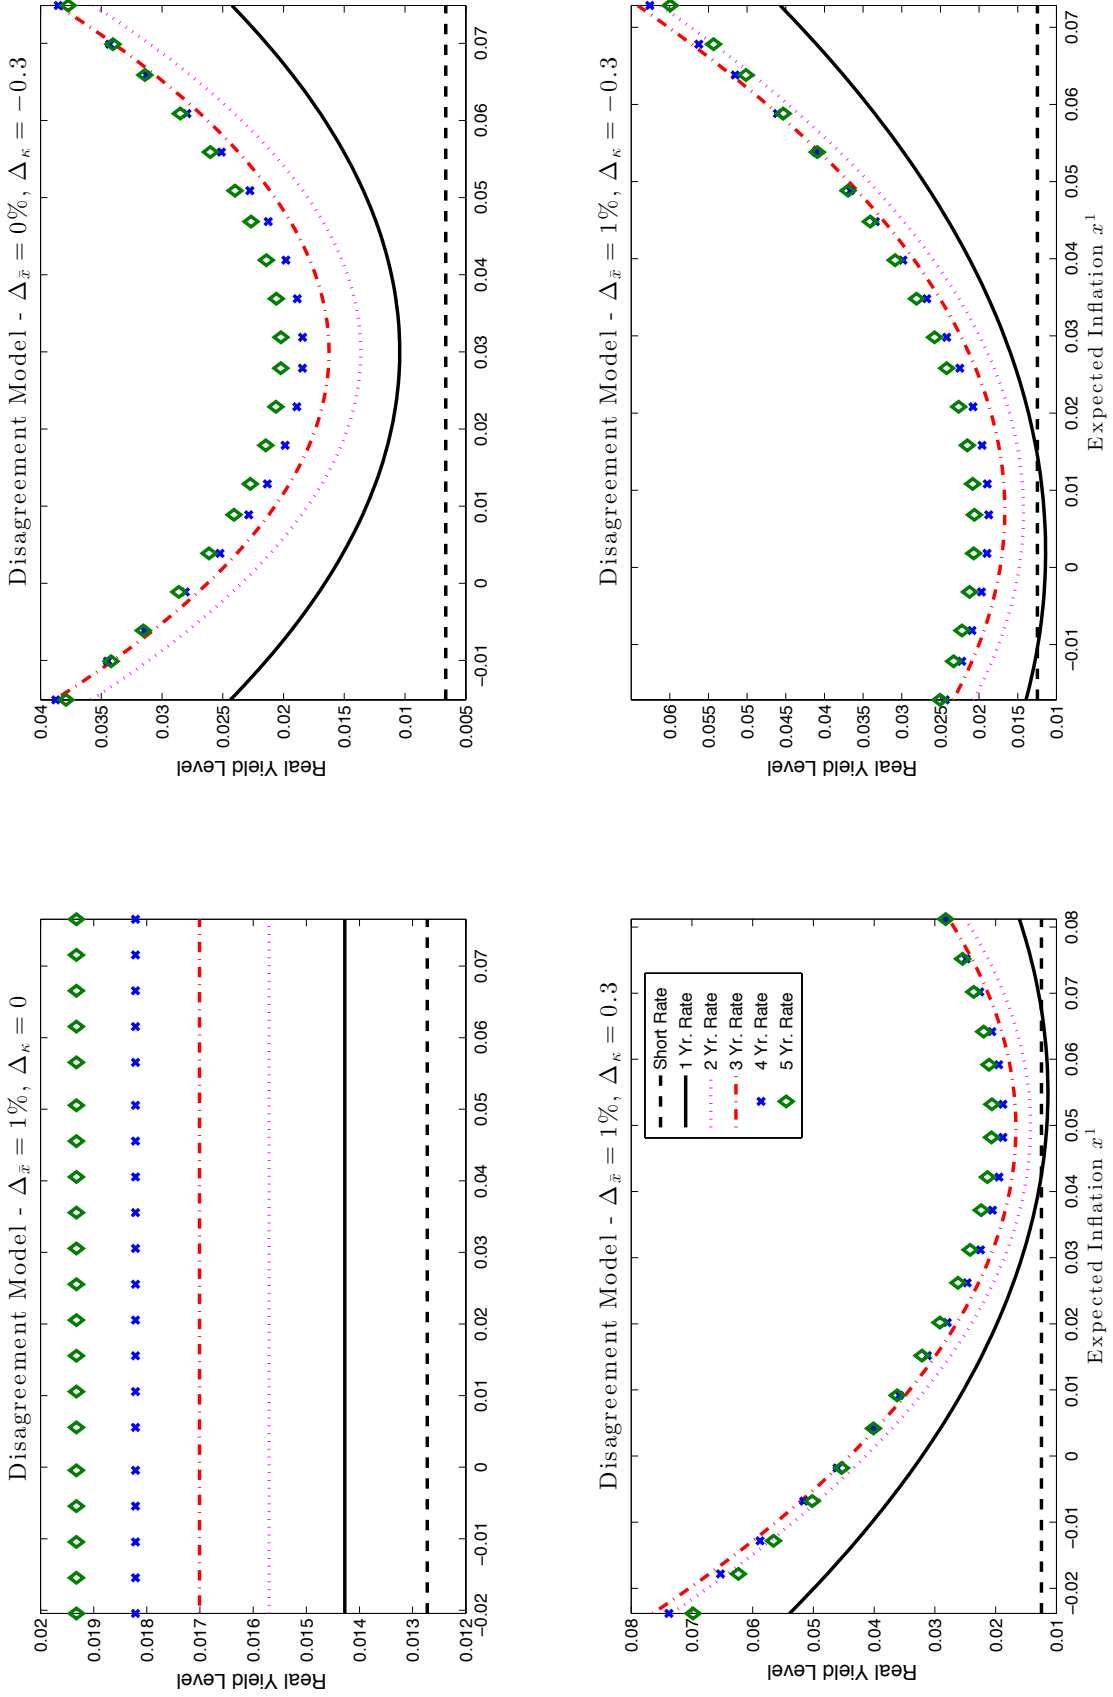 Disagreement Model - Δx̄ = 1%, Δκ = 0
0.02
0.019
0.018
0.017
0.016
0.015
0.014
0.013
0.012
Real Yield Level
−0.02 −0.01 0 0.01 0.02 0.03 0.04 0.05 0.06 0.07
Disagreement Model - Δx̄ = 0%, Δκ = −0.3
0.04
0.035
0.03
0.025
0.02
0.015
0.01
0.005
Real Yield Level
−0.01 0 0.01 0.02 0.03 0.04 0.05 0.06 0.07
Disagreement Model - Δx̄ = 1%, Δκ = 0.3
0.08
0.07
0.06
0.05
0.04
0.03
0.02
0.01
Real Yield Level
−0.02 −0.01 0 0.01 0.02 0.03 0.04 0.05 0.06 0.07 0.08
Expected Inflation x¹
Short Rate
1 Yr. Rate
2 Yr. Rate
3 Yr. Rate
4 Yr. Rate
5 Yr. Rate
Disagreement Model - Δx̄ = 1%, Δκ = −0.3
0.06
0.055
0.05
0.045
0.04
0.035
0.03
0.025
0.02
0.015
0.01
Real Yield Level
−0.01 0 0.01 0.02 0.03 0.04 0.05 0.06 0.07
Expected Inflation x¹